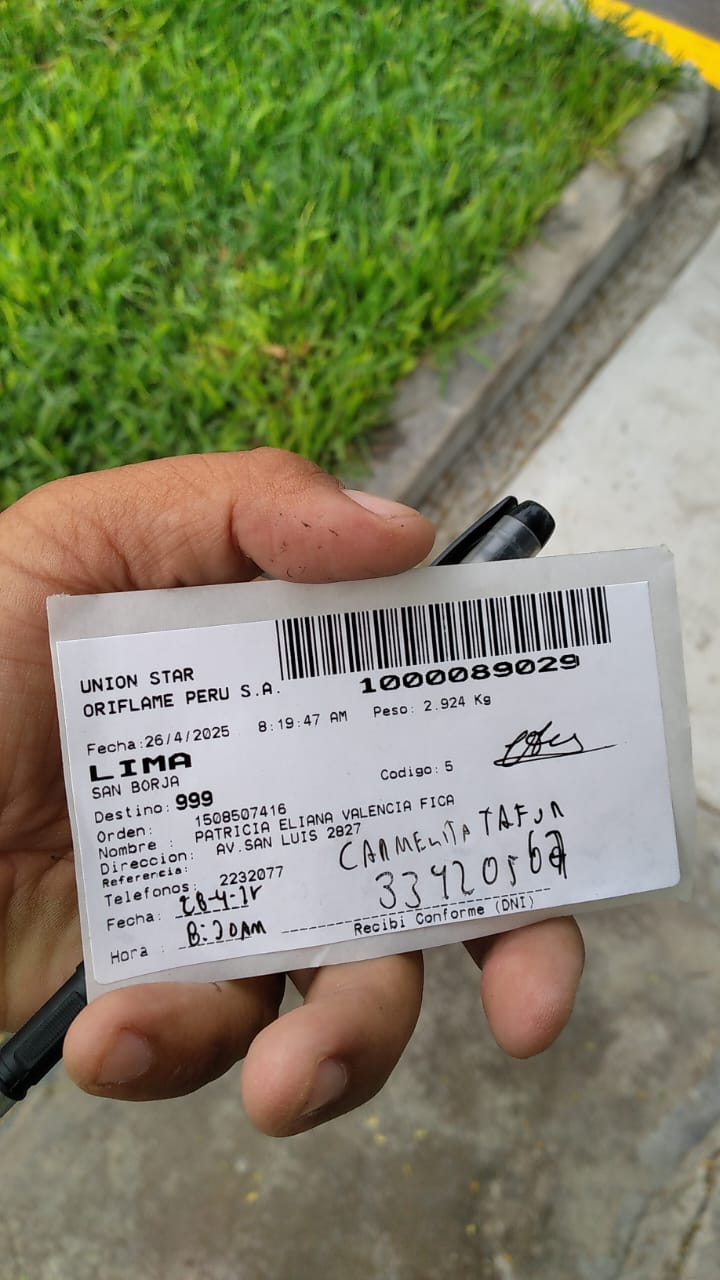 UNION STAR
ORIFLAME PERU S.A.
1000089029
Fecha:26/4/2025 8:19:47 AM Peso: 2.924 Kg
LIMA
SAN BORJA
Codigo: 5
Destino: 999
Orden: 1508507416
Nombre : PATRICIA ELIANA VALENCIA FICA
Direccion: AV.SAN LUIS 2827
Referencia:
CARMELITA TAFUR
Telefonos: 2232077
Fecha:
Hora : 8:20AM
Recibi Conforme (DNI)